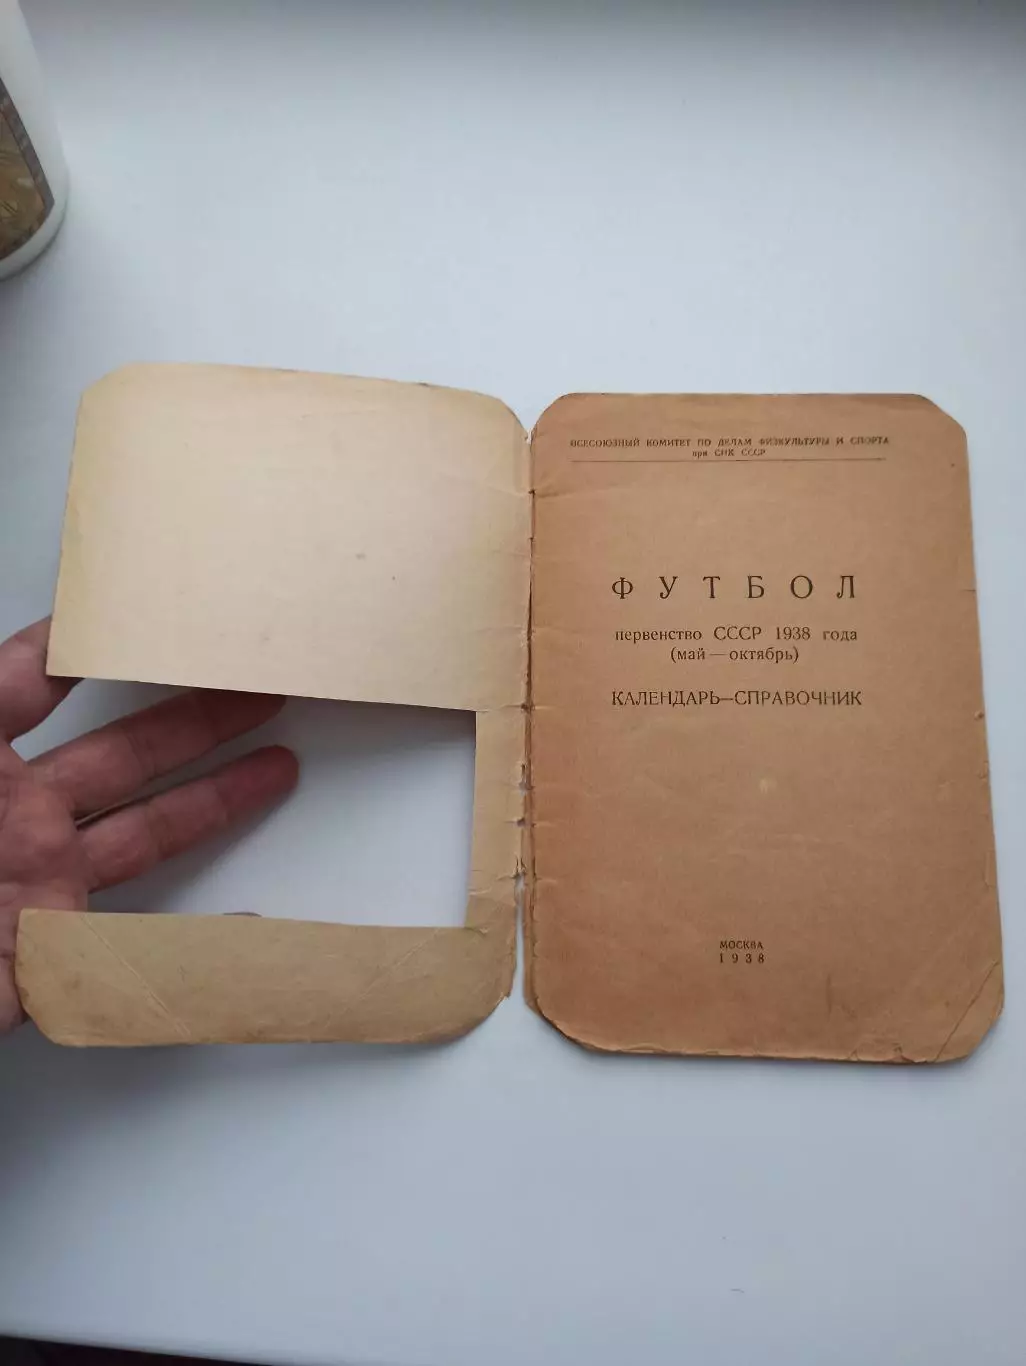 ВСЕСОЮЗНЫЙ КОМИТЕТ ПО ДЕЛАМ ФИЗКУЛЬТУРЫ И СПОРТА
при СНК СССР
ФУТБОЛ
первенство СССР 1938 года
(май—октябрь)
КАЛЕНДАРЬ—СПРАВОЧНИК
МОСКВА
1938